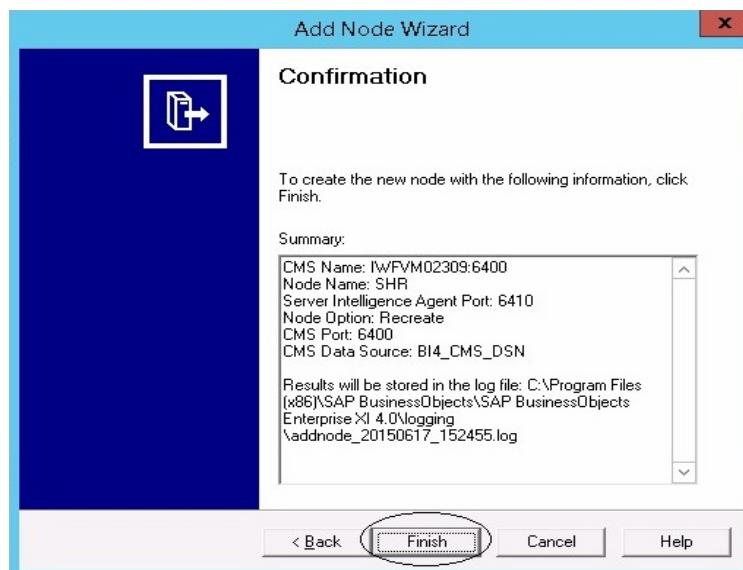 Add Node Wizard
x
Confirmation
To create the new node with the following information, click
Finish.
Summary:
CMS Name: IWFVM02309:6400
Node Name: SHR
Server Intelligence Agent Port: 6410
Node Option: Recreate
CMS Port: 6400
CMS Data Source: BI4_CMS_DSN
Results will be stored in the log file: C:\Program Files
(x86)\SAP BusinessObjects\SAP BusinessObjects
Enterprise XI 4.0\logging
\addnode_20150617_152455.log
< Back
Finish
Cancel
Help